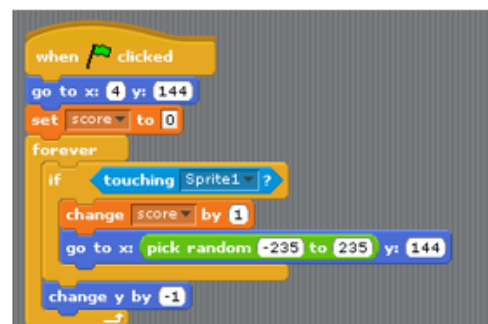 when clicked
go to x: 4 y: 144
set score to 0
forever
if touching Sprite1 ?
change score by 1
go to x: pick random -235 to 235 y: 144
change y by -1